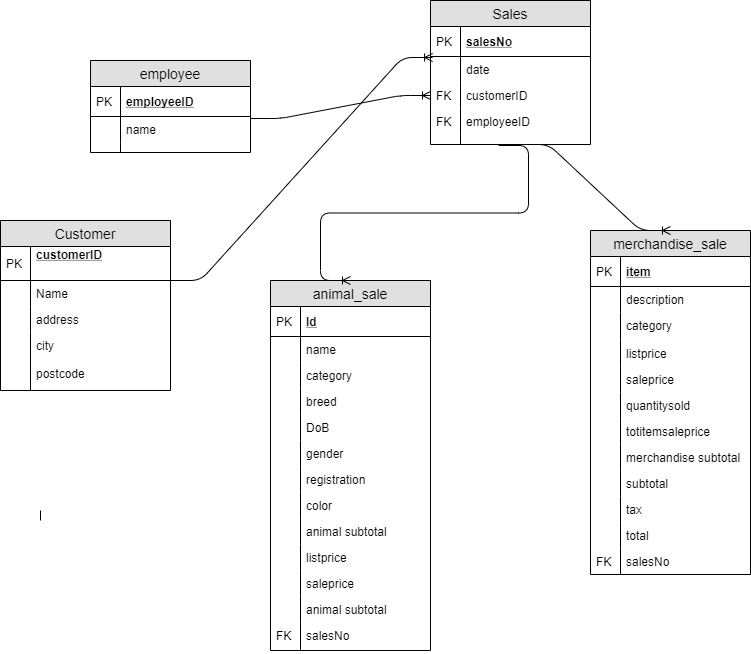 Sales
PK salesNo
date
FK customerID
FK employeeID
employee
PK employeeID
name
Customer
PK customerID
Name
address
city
postcode
animal_sale
PK Id
name
category
breed
DoB
gender
registration
color
animal subtotal
listprice
saleprice
animal subtotal
FK salesNo
merchandise_sale
PK item
description
category
listprice
saleprice
quantitysold
totitemsaleprice
merchandise subtotal
subtotal
tax
total
FK salesNo